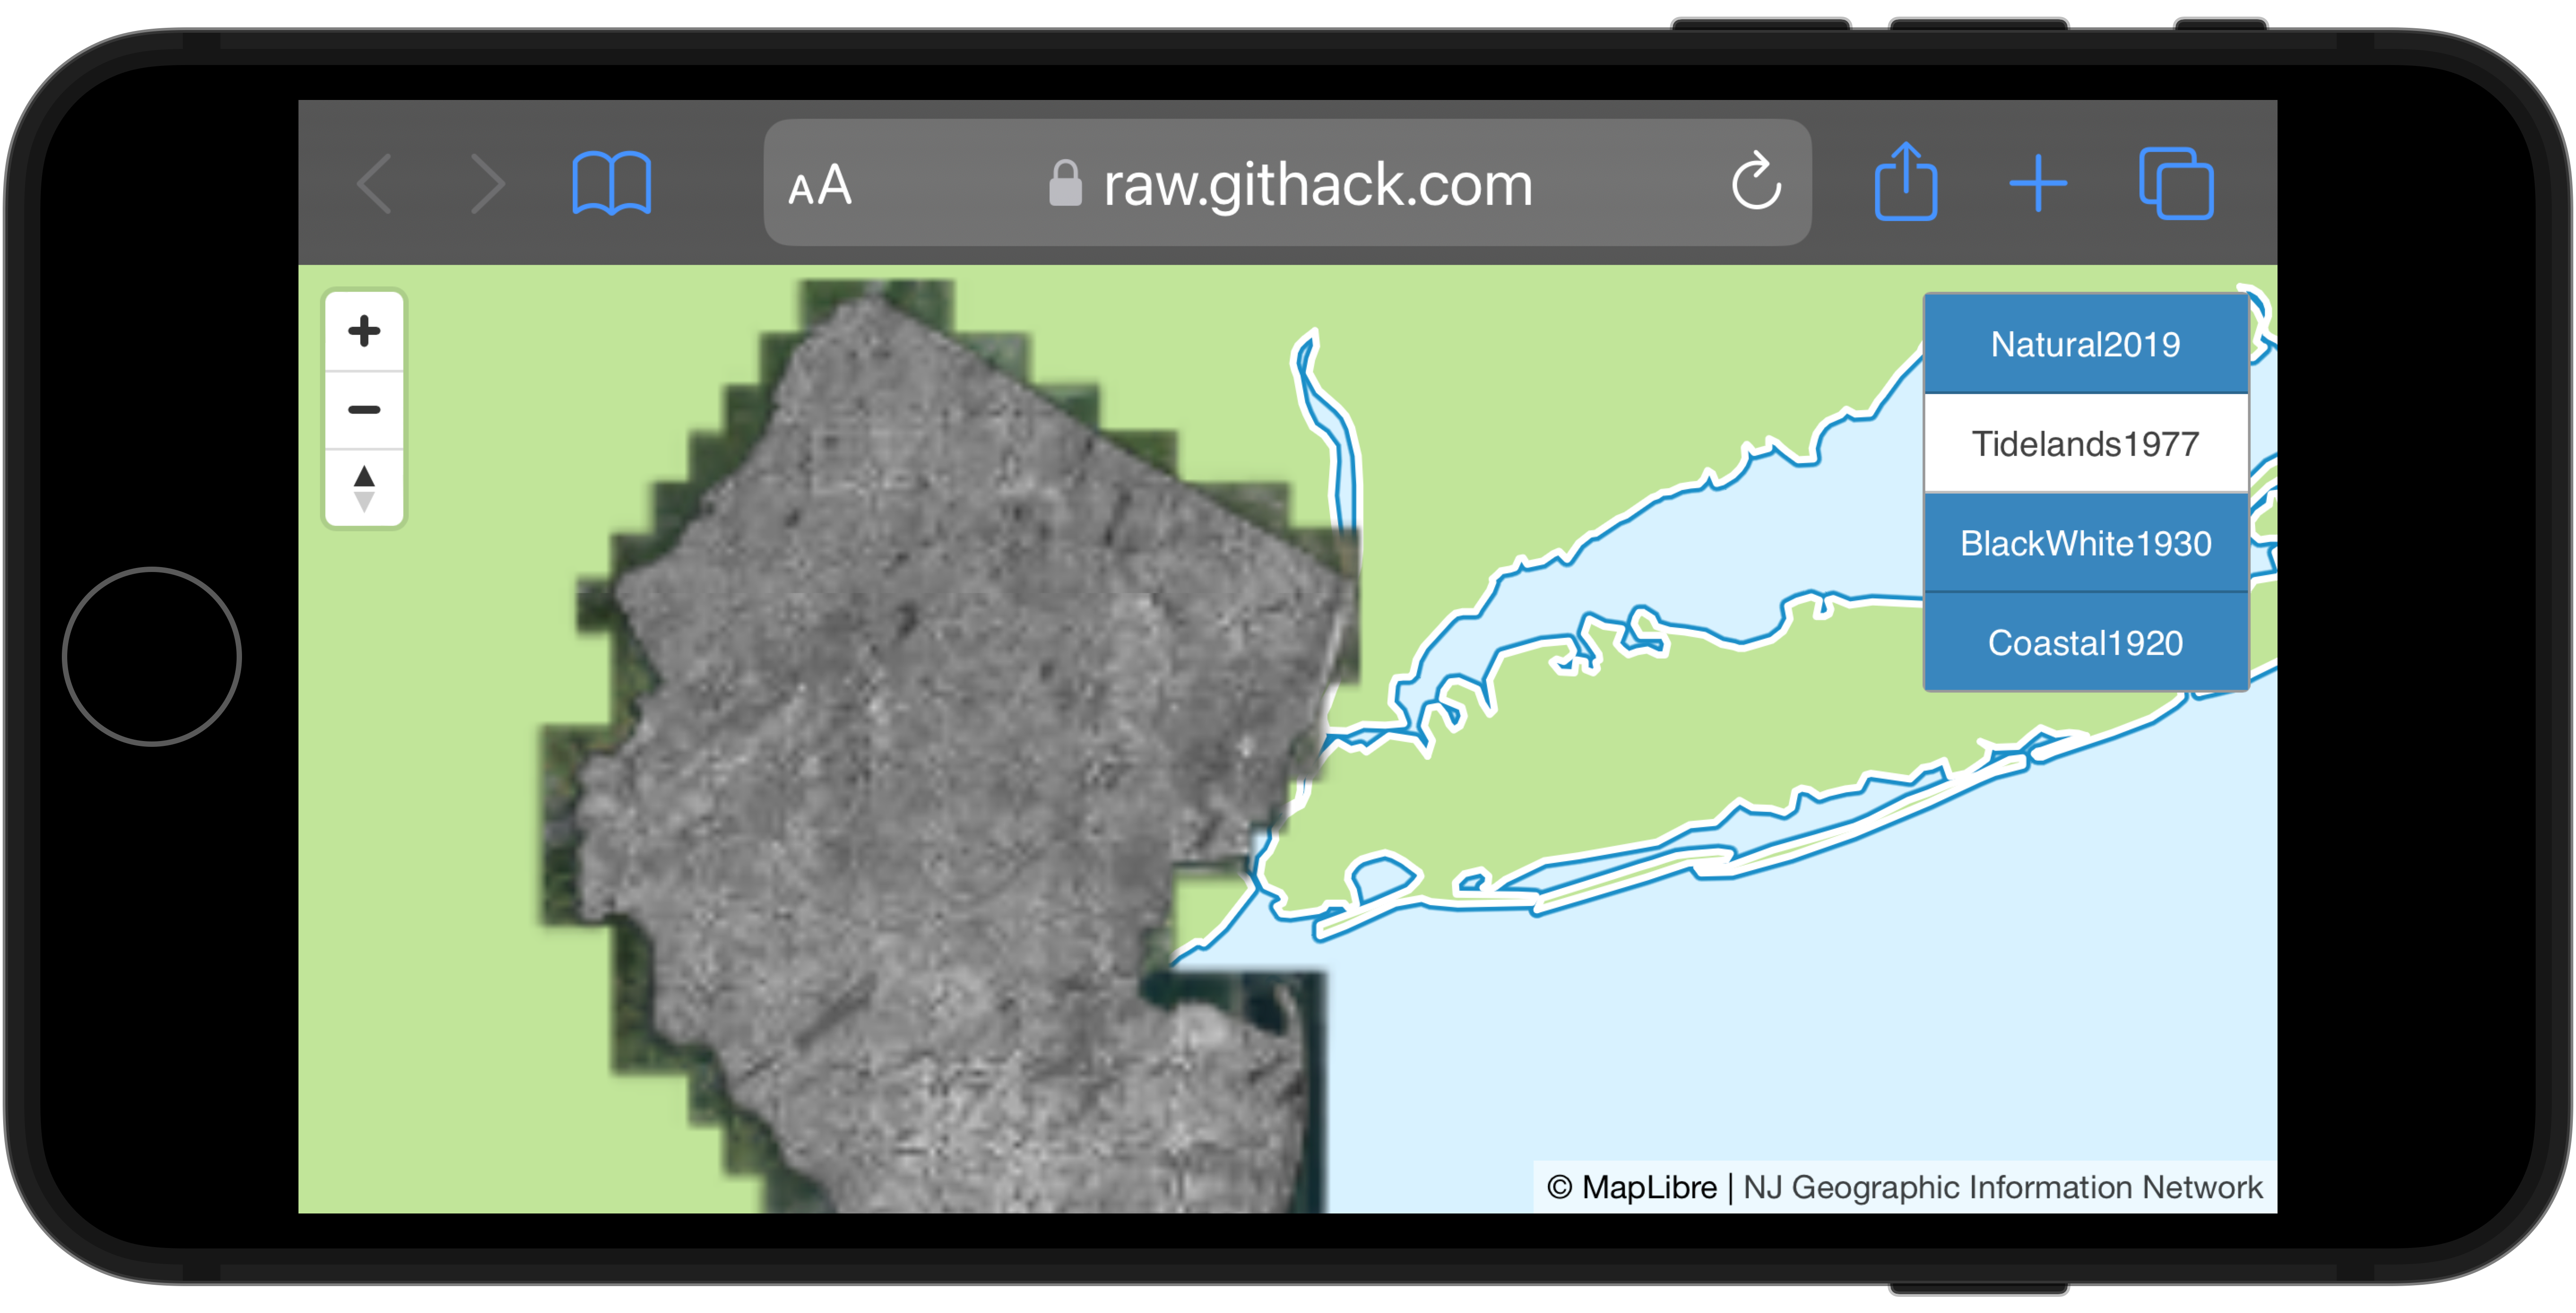 AA raw.githack.com
Natural2019
Tidelands1977
BlackWhite1930
Coastal1920
© MapLibre | NJ Geographic Information Network